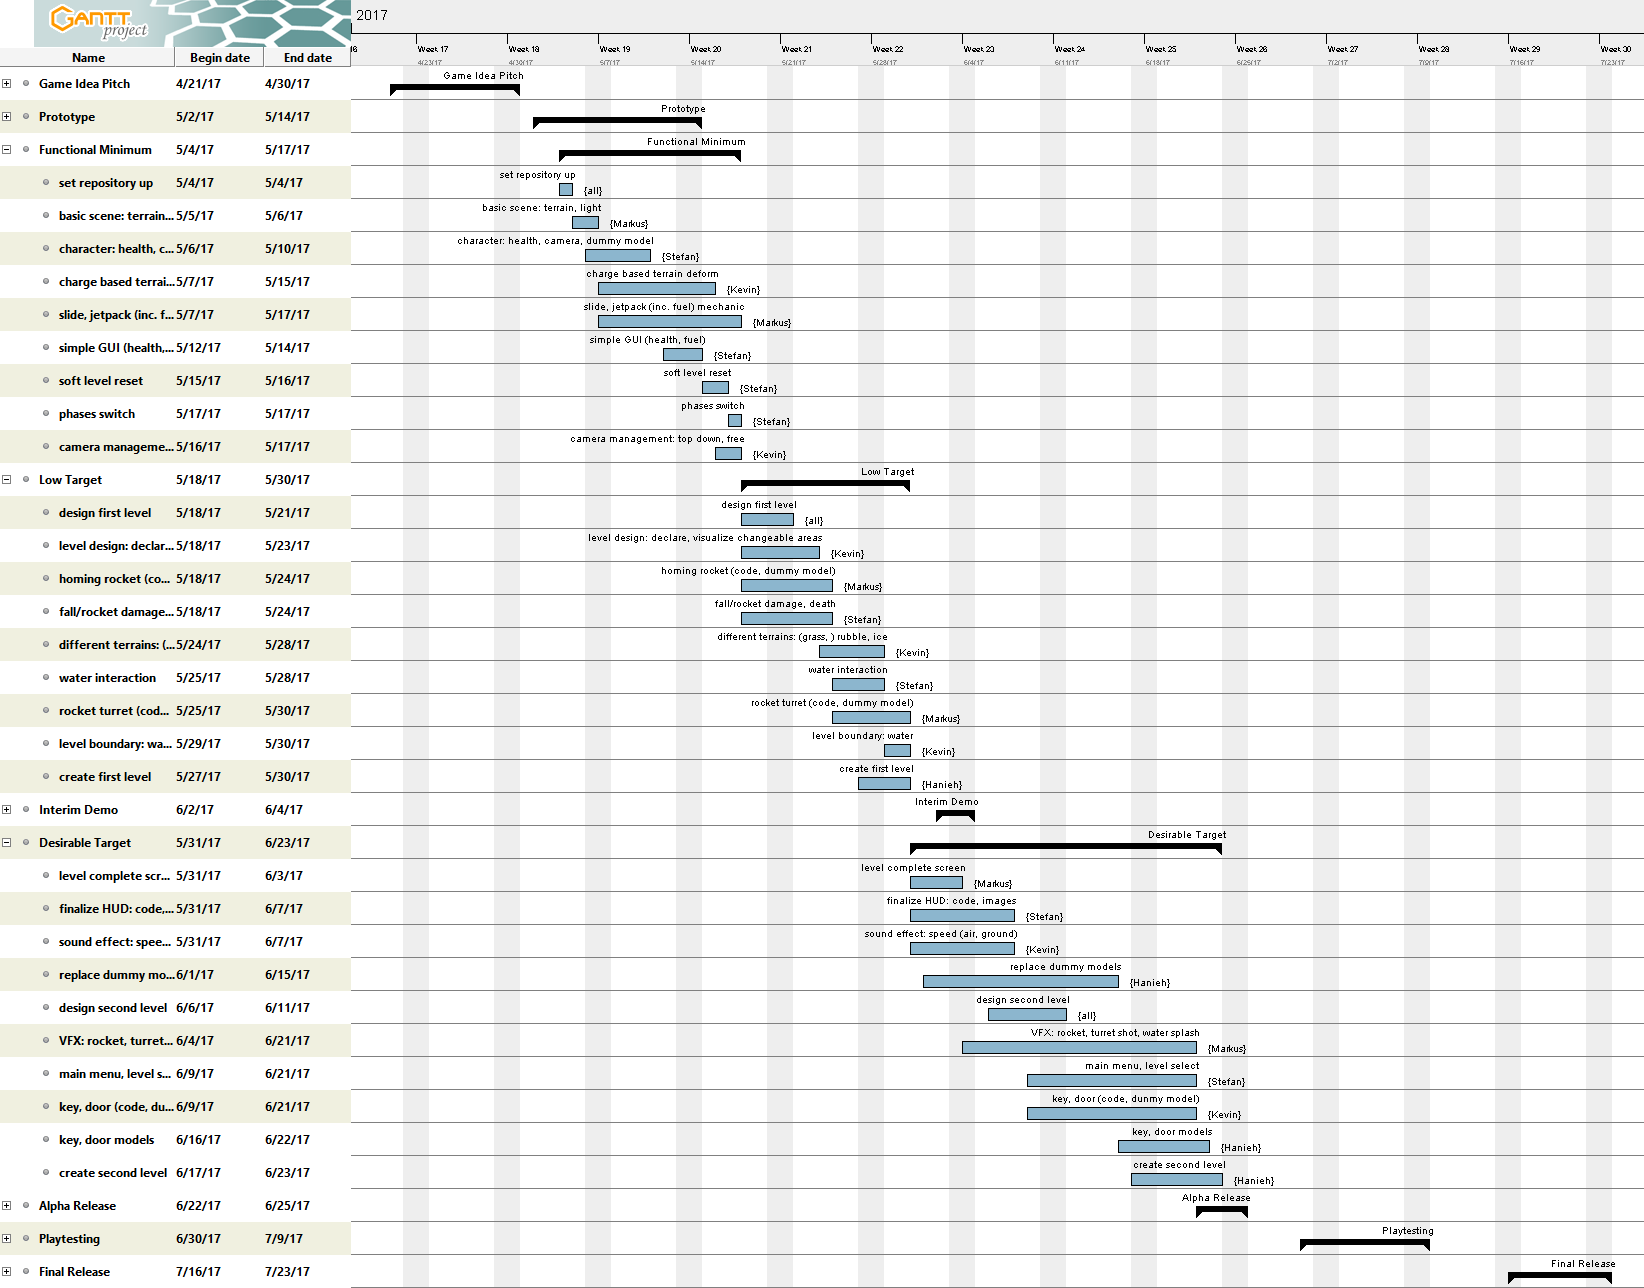 GANTT project
2017
16 Week 17 Week 18 Week 19 Week 20 Week 21 Week 22 Week 23 Week 24 Week 25 Week 26 Week 27 Week 28 Week 29 Week 30
Name Begin date End date 4/23/17 4/30/17 5/7/17 5/14/17 5/21/17 5/28/17 6/4/17 6/11/17 6/18/17 6/25/17 7/2/17 7/9/17 7/16/17 7/23/17
Game Idea Pitch 4/21/17 4/30/17 Game Idea Pitch
Prototype 5/2/17 5/14/17 Prototype
Functional Minimum 5/4/17 5/17/17 Functional Minimum
set repository up 5/4/17 5/4/17 set repository up {all}
basic scene: terrain... 5/5/17 5/6/17 basic scene: terrain, light {Markus}
character: health, c... 5/6/17 5/10/17 character: health, camera, dummy model {Stefan}
charge based terrai... 5/7/17 5/15/17 charge based terrain deform {Kevin}
slide, jetpack (inc. f... 5/7/17 5/17/17 slide, jetpack (inc. fuel) mechanic {Markus}
simple GUI (health,... 5/12/17 5/14/17 simple GUI (health, fuel) {Stefan}
soft level reset 5/15/17 5/16/17 soft level reset {Stefan}
phases switch 5/17/17 5/17/17 phases switch {Stefan}
camera manageme... 5/16/17 5/17/17 camera management: top down, free {Kevin}
Low Target 5/18/17 5/30/17 Low Target
design first level 5/18/17 5/21/17 design first level {all}
level design: declar... 5/18/17 5/23/17 level design: declare, visualize changeable areas {Kevin}
homing rocket (co... 5/18/17 5/24/17 homing rocket (code, dummy model) {Markus}
fall/rocket damage... 5/18/17 5/24/17 fall/rocket damage, death {Stefan}
different terrains: (... 5/24/17 5/28/17 different terrains: (grass, ) rubble, ice {Kevin}
water interaction 5/25/17 5/28/17 water interaction {Stefan}
rocket turret (cod... 5/25/17 5/30/17 rocket turret (code, dummy model) {Markus}
level boundary: wa... 5/29/17 5/30/17 level boundary: water {Kevin}
create first level 5/27/17 5/30/17 create first level {Hanieh}
Interim Demo 6/2/17 6/4/17 Interim Demo
Desirable Target 5/31/17 6/23/17 Desirable Target
level complete scr... 5/31/17 6/3/17 level complete screen {Markus}
finalize HUD: code,... 5/31/17 6/7/17 finalize HUD: code, images {Stefan}
sound effect: spee... 5/31/17 6/7/17 sound effect: speed (air, ground) {Kevin}
replace dummy mo... 6/1/17 6/15/17 replace dummy models {Hanieh}
design second level 6/6/17 6/11/17 design second level {all}
VFX: rocket, turret... 6/4/17 6/21/17 VFX: rocket, turret shot, water splash {Markus}
main menu, level s... 6/9/17 6/21/17 main menu, level select {Stefan}
key, door (code, du... 6/9/17 6/21/17 key, door (code, dummy model) {Kevin}
key, door models 6/16/17 6/22/17 key, door models {Hanieh}
create second level 6/17/17 6/23/17 create second level {Hanieh}
Alpha Release 6/22/17 6/25/17 Alpha Release
Playtesting 6/30/17 7/9/17 Playtesting
Final Release 7/16/17 7/23/17 Final Release